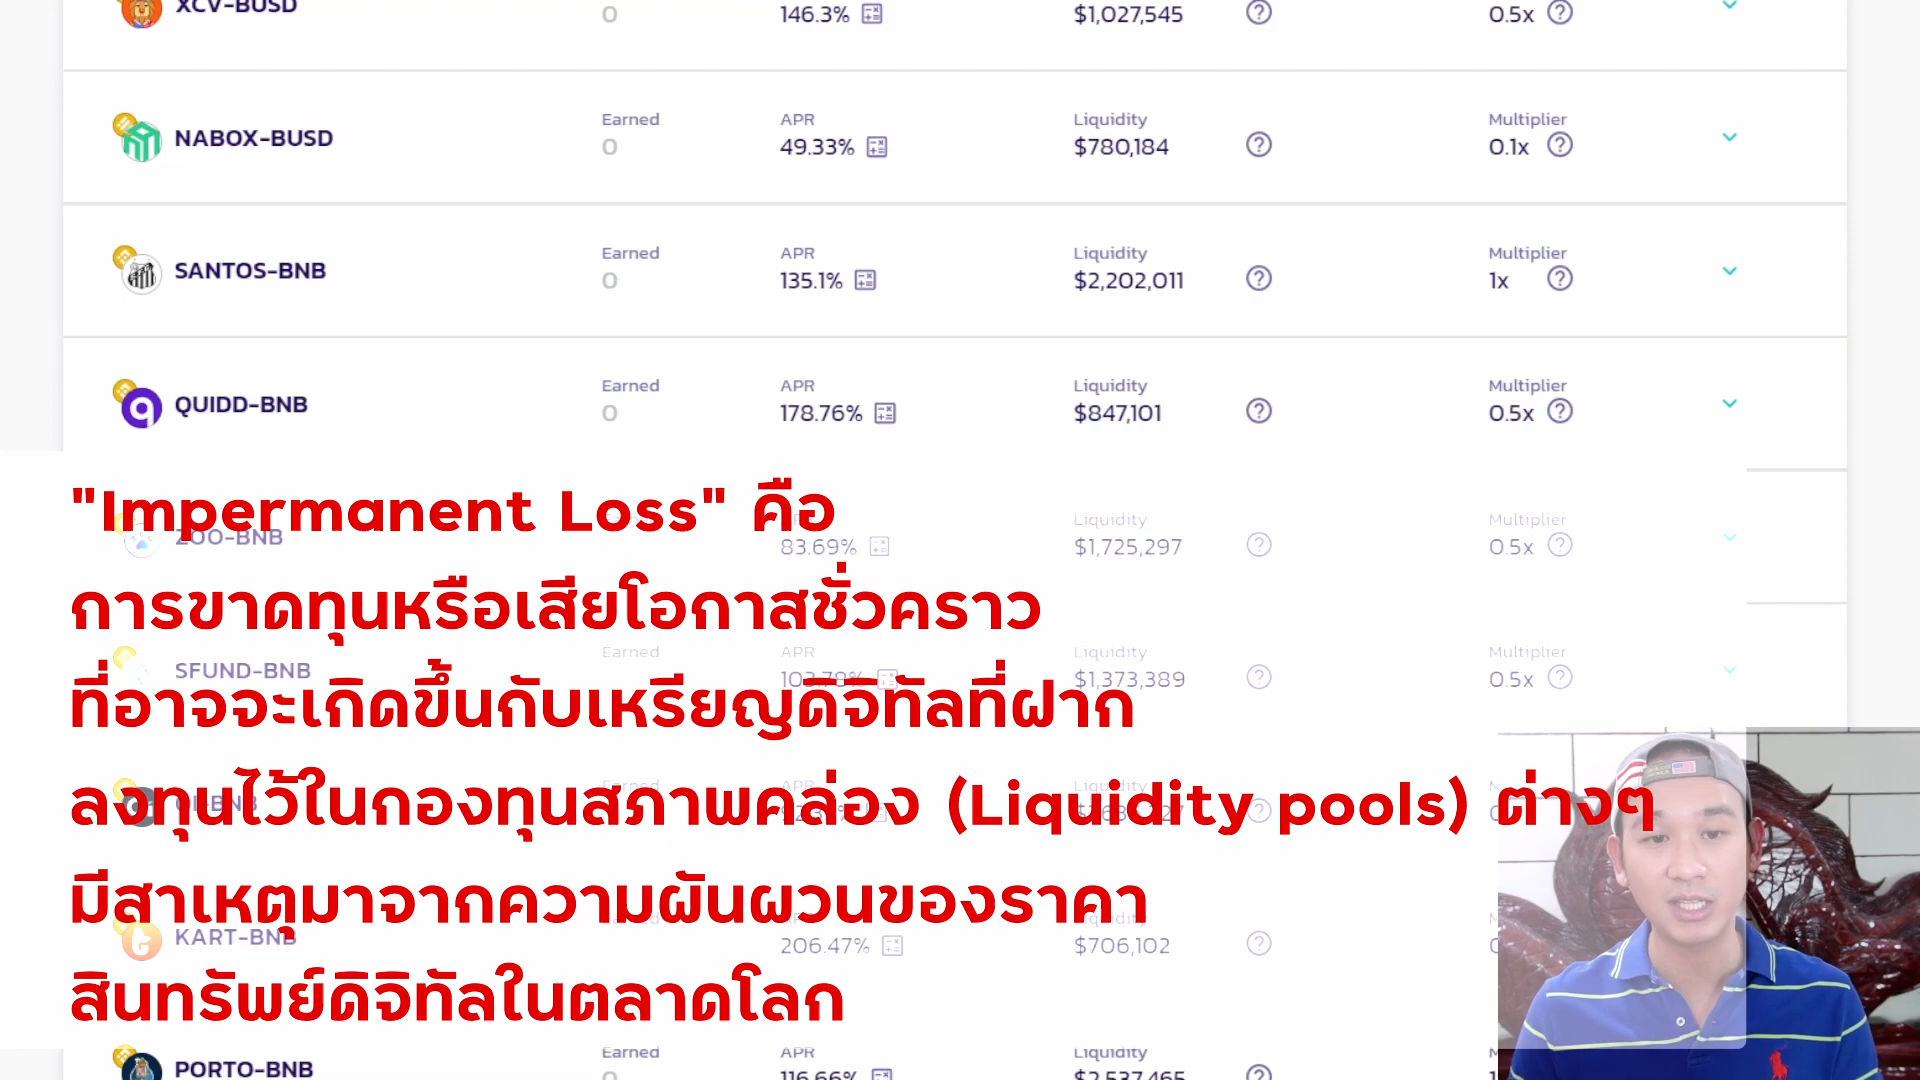 XCV-BUSD 0 146.3% $1,027,545 0.5x
Earned APR Liquidity Multiplier
NABOX-BUSD 0 49.33% $780,184 0.1x
Earned APR Liquidity Multiplier
SANTOS-BNB 0 135.1% $2,202,011 1x
Earned APR Liquidity Multiplier
QUIDD-BNB 0 178.76% $847,101 0.5x
"Impermanent Loss" คือ
Liquidity Multiplier
ZOO-BNB 83.69% $1,725,297 0.5x
การขาดทุนหรือเสียโอกาสชั่วคราว
Earned APR Liquidity Multiplier
SFUND-BNB $1,373,389 0.5x
ที่อาจจะเกิดขึ้นกับเหรียญดิจิทัลที่ฝาก
ลงทุนไว้ในกองทุนสภาพคล่อง (Liquidity pools) ต่างๆ
มีสาเหตุมาจากความผันผวนของราคา
KART-BNB 206.47% $706,102
สินทรัพย์ดิจิทัลในตลาดโลก
Earned APR Liquidity
PORTO-BNB 0 116.66% $2,537,465